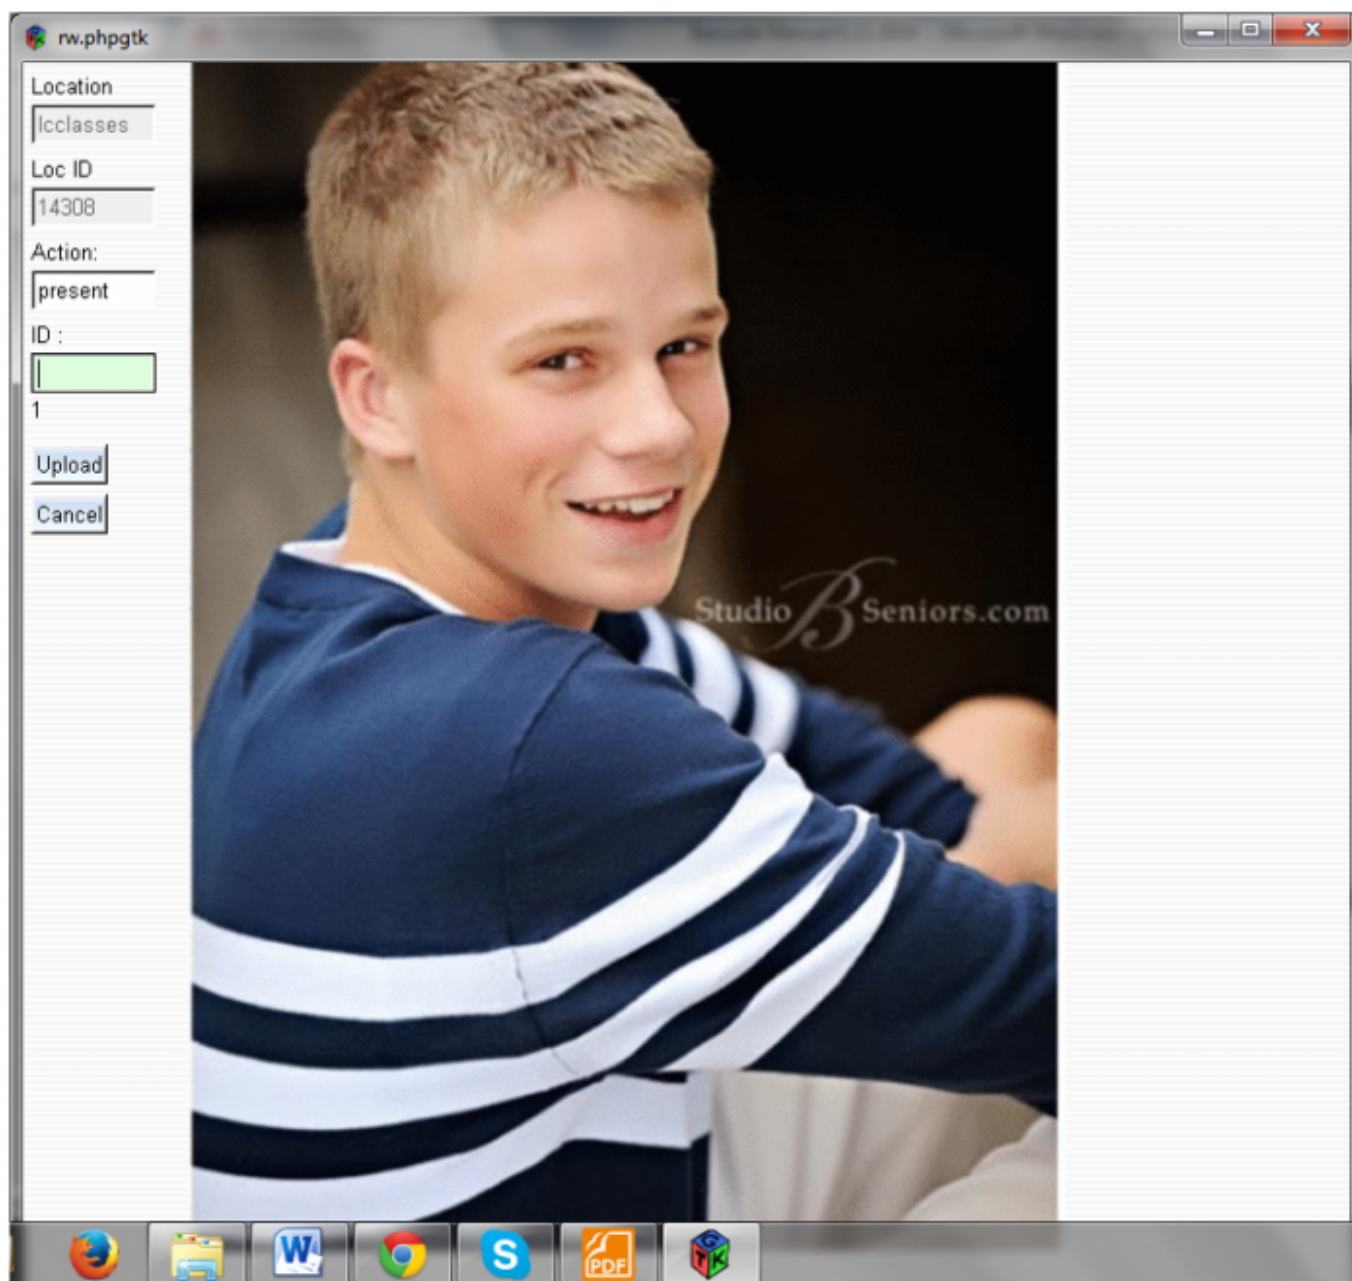 rw.phpgtk
Location
lcclasses
Loc ID
14308
Action:
present
ID :
1
Upload
Cancel
Studio B Seniors.com
W
S
PDF
G
T K